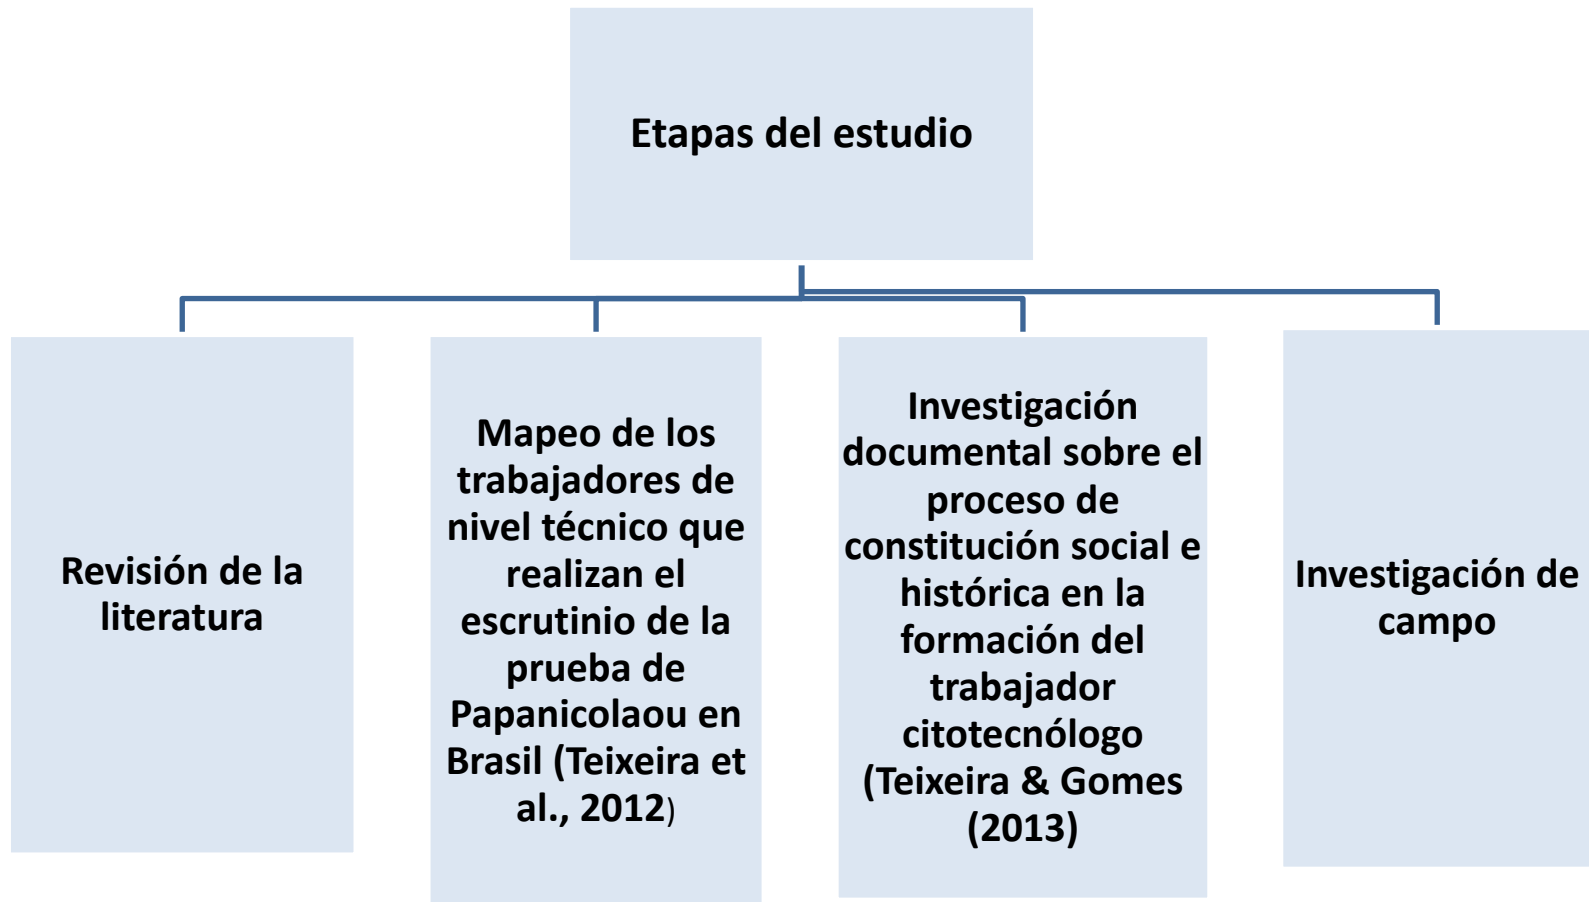 Etapas del estudio
Revisión de la
literatura
Mapeo de los
trabajadores de
nivel técnico que
realizan el
escrutinio de la
prueba de
Papanicolaou en
Brasil (Teixeira et
al., 2012)
Investigación
documental sobre el
proceso de
constitución social e
histórica en la
formación del
trabajador
citotecnólogo
(Teixeira & Gomes
(2013)
Investigación de
campo